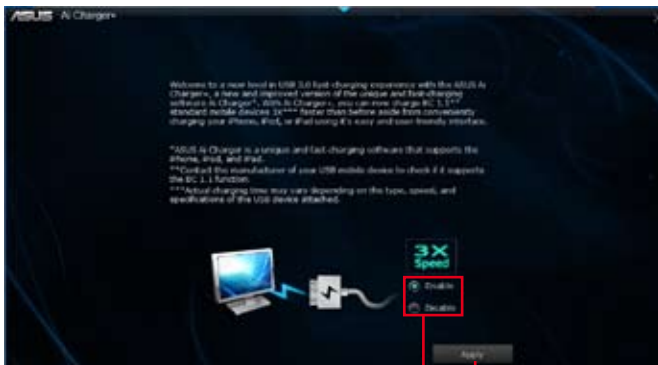 ASUS Ai Charger+
Welcome to a new level in USB 3.0 fast-charging experience with the ASUS Ai
Charger+, a new and improved version of the unique and fast-charging
software Ai Charger*. With Ai Charger+, you can now charge BC 1.1**
standard mobile devices 3x*** faster than before aside from conveniently
charging your iPhone, iPod, or iPad using it's easy and user-friendly interface.
*ASUS Ai Charger is a unique and fast-charging software that supports the
iPhone, iPod, and iPad.
**Contact the manufacturer of your USB mobile device to check if it supports
the BC 1.1 function.
***Actual charging time may vary depending on the type, speed, and
specifications of the USB device attached.
3X
Speed
Enable
Disable
Apply